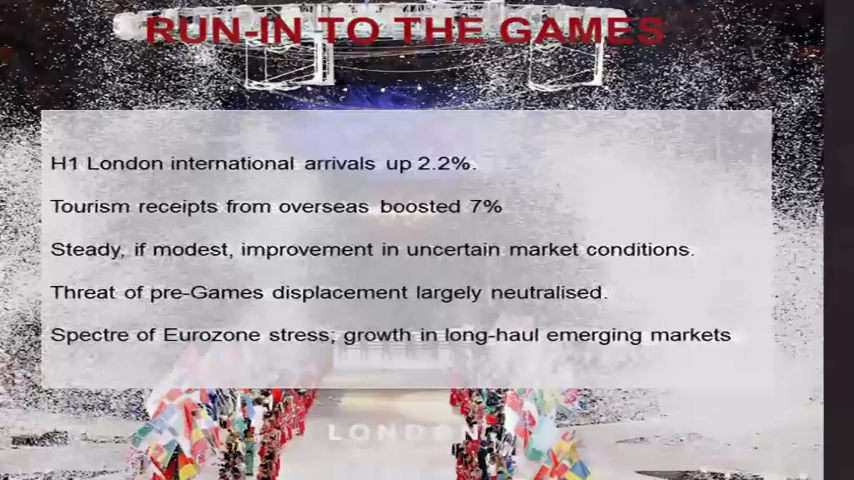 RUN-IN TO THE GAMES
H1 London international arrivals up 2.2%.
Tourism receipts from overseas boosted 7%
Steady, if modest, improvement in uncertain market conditions.
Threat of pre-Games displacement largely neutralised.
Spectre of Eurozone stress; growth in long-haul emerging markets
LONDON